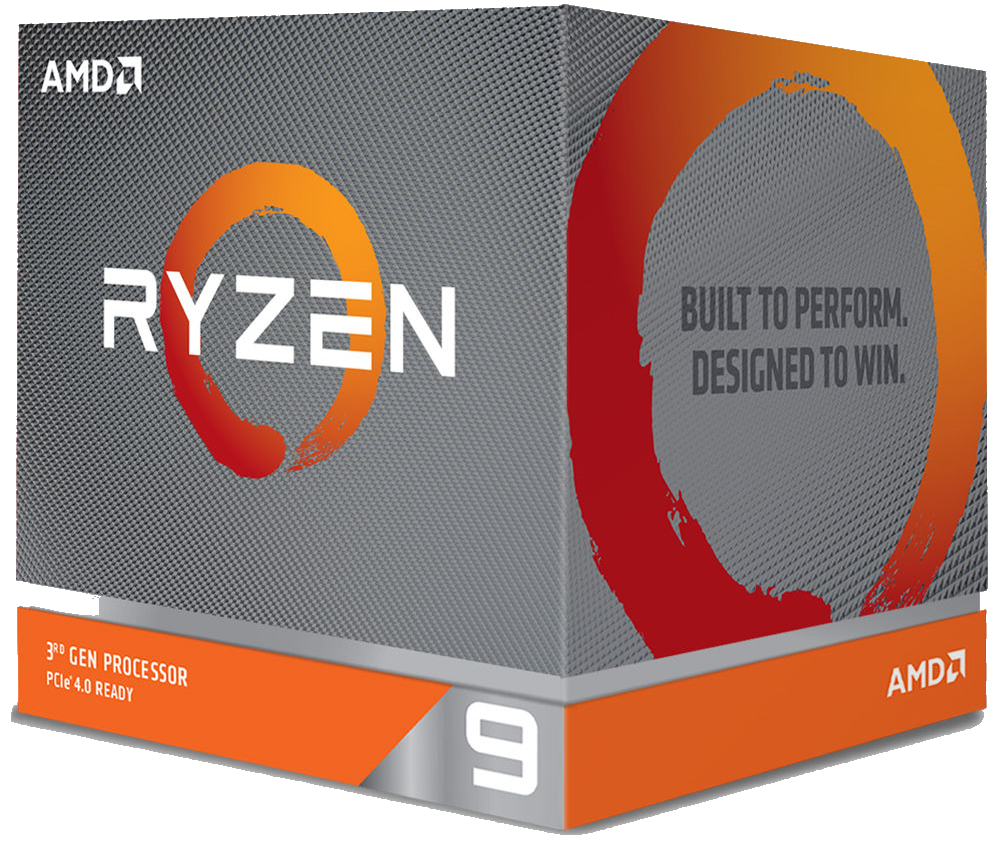 AMD
RYZEN
BUILT TO PERFORM.
DESIGNED TO WIN.
3RD GEN PROCESSOR
PCIe® 4.0 READY
9
AMD